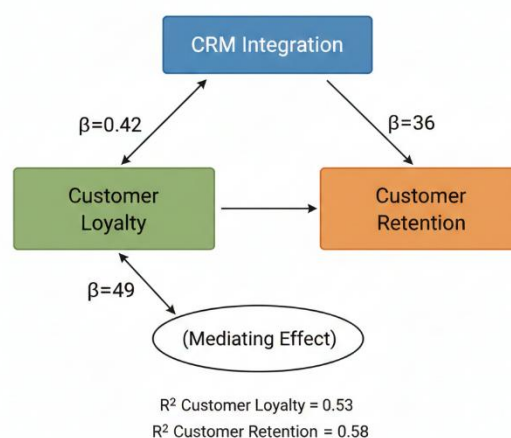 CRM Integration
β=0.42
β=36
Customer
Loyalty
Customer
Retention
β=49
(Mediating Effect)
R² Customer Loyalty = 0.53
R² Customer Retention = 0.58